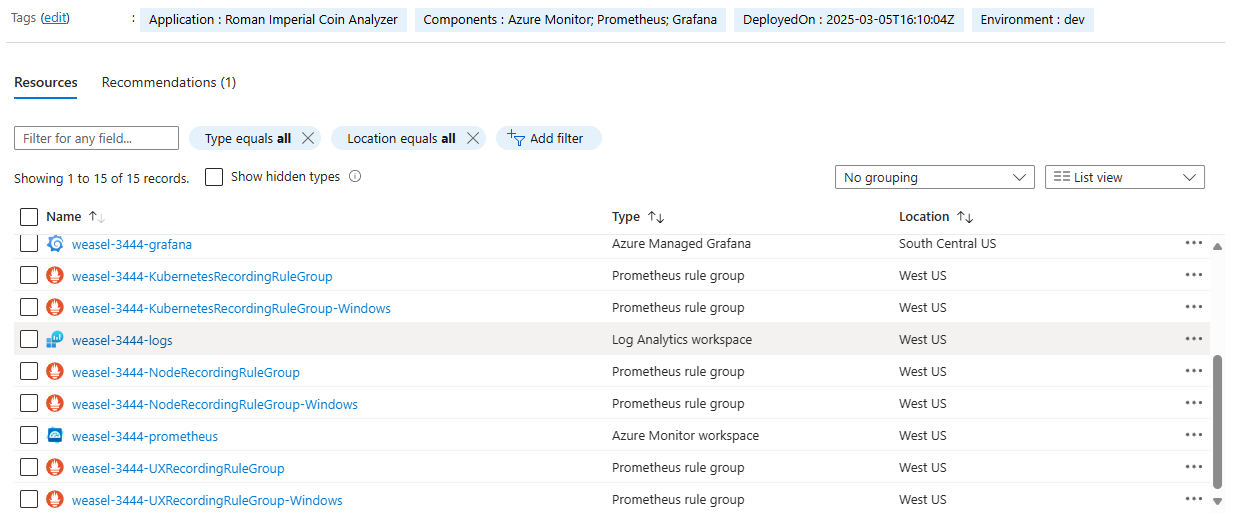 Tags (edit) : Application : Roman Imperial Coin Analyzer Components : Azure Monitor; Prometheus; Grafana DeployedOn : 2025-03-05T16:10:04Z Environment : dev
Resources Recommendations (1)
Filter for any field... Type equals all Location equals all Add filter
Showing 1 to 15 of 15 records. Show hidden types No grouping List view
Name Type Location
weasel-3444-grafana Azure Managed Grafana South Central US
weasel-3444-KubernetesRecordingRuleGroup Prometheus rule group West US
weasel-3444-KubernetesRecordingRuleGroup-Windows Prometheus rule group West US
weasel-3444-logs Log Analytics workspace West US
weasel-3444-NodeRecordingRuleGroup Prometheus rule group West US
weasel-3444-NodeRecordingRuleGroup-Windows Prometheus rule group West US
weasel-3444-prometheus Azure Monitor workspace West US
weasel-3444-UXRecordingRuleGroup Prometheus rule group West US
weasel-3444-UXRecordingRuleGroup-Windows Prometheus rule group West US